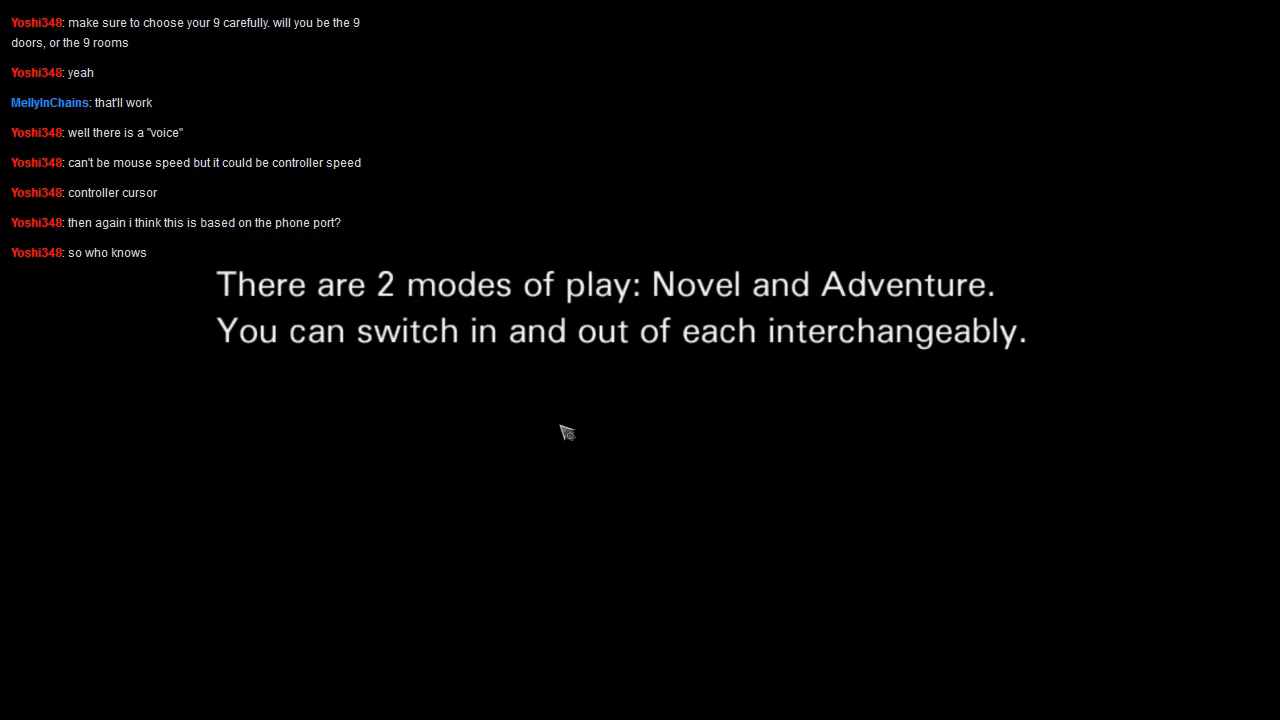 Yoshi348: make sure to choose your 9 carefully. will you be the 9
doors, or the 9 rooms
Yoshi348: yeah
MellyInChains: that'll work
Yoshi348: well there is a "voice"
Yoshi348: can't be mouse speed but it could be controller speed
Yoshi348: controller cursor
Yoshi348: then again i think this is based on the phone port?
Yoshi348: so who knows
There are 2 modes of play: Novel and Adventure.
You can switch in and out of each interchangeably.